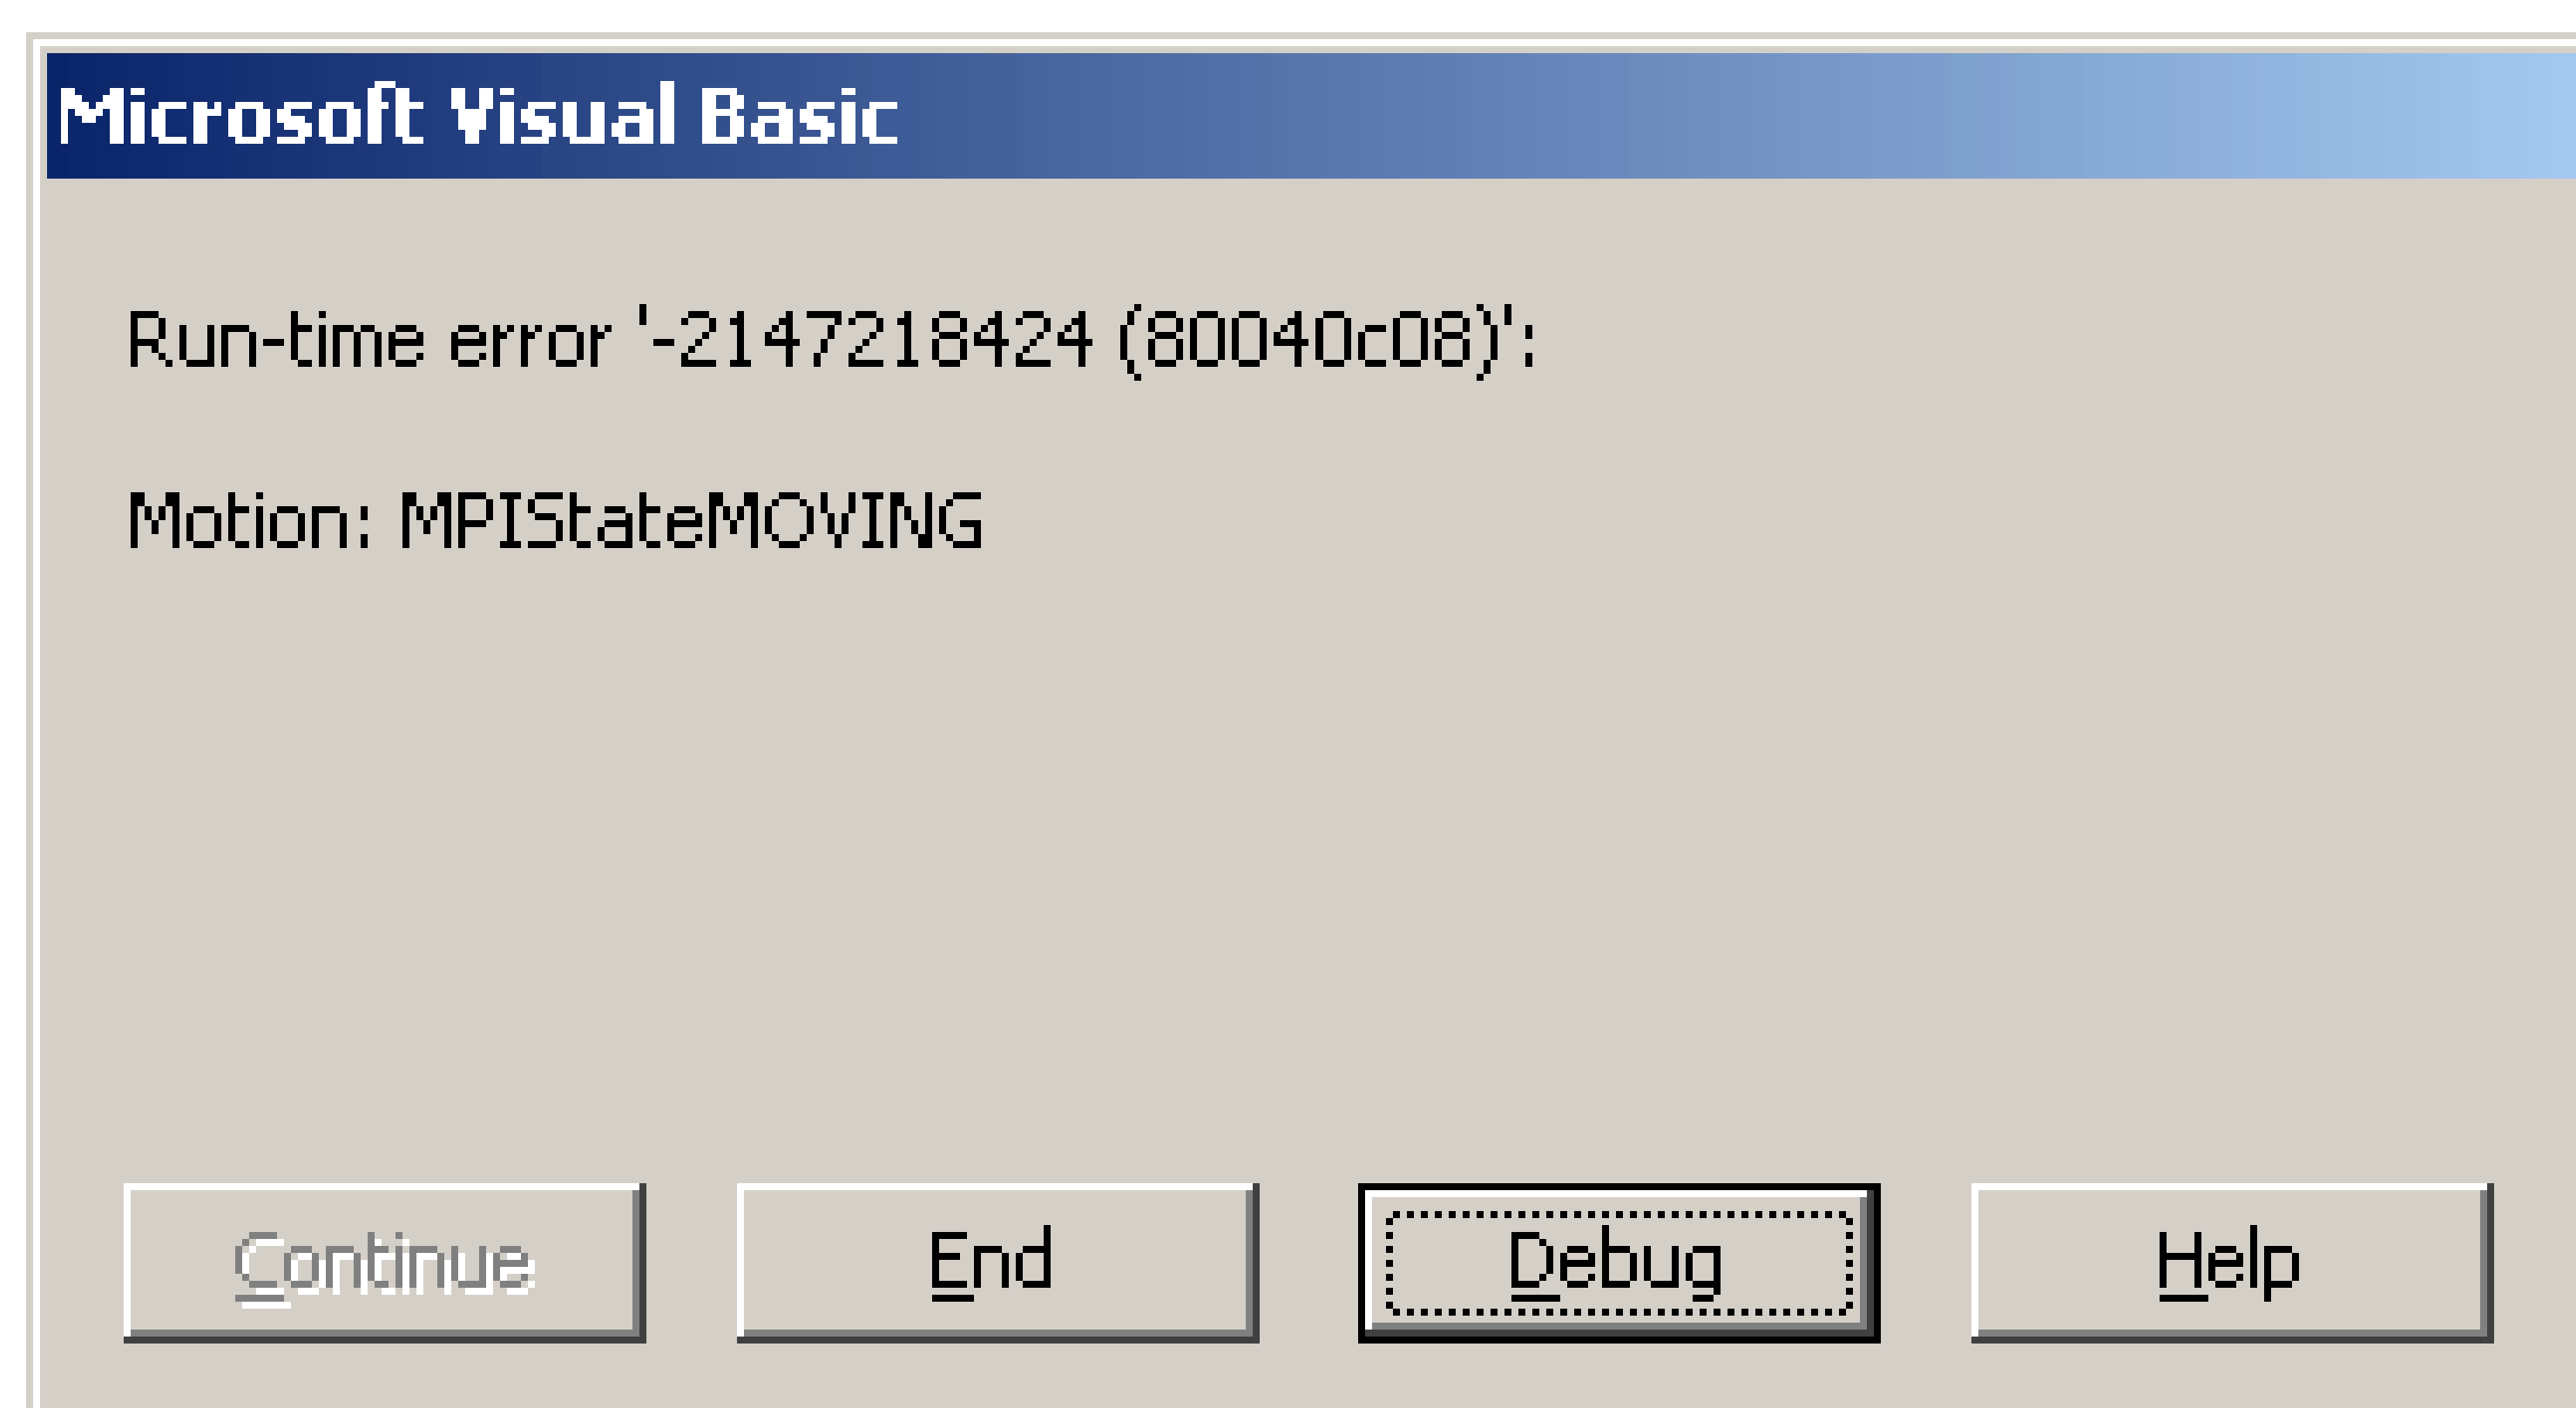 Microsoft Visual Basic
Run-time error '-2147218424 (80040c08)':
Motion: MPIStateMOVING
Continue
End
Debug
Help